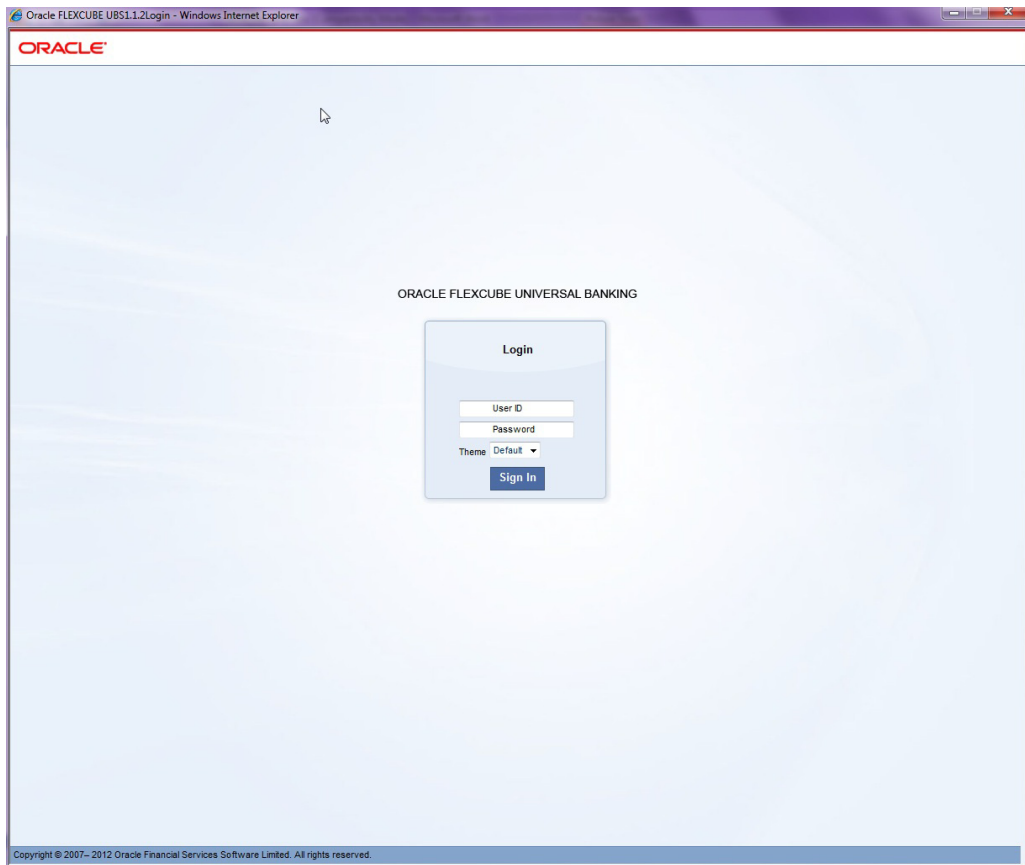 Oracle FLEXCUBE UBS1.1.2Login - Windows Internet Explorer
ORACLE
ORACLE FLEXCUBE UNIVERSAL BANKING
Login
User ID
Password
Theme Default
Sign In
Copyright © 2007– 2012 Oracle Financial Services Software Limited. All rights reserved.